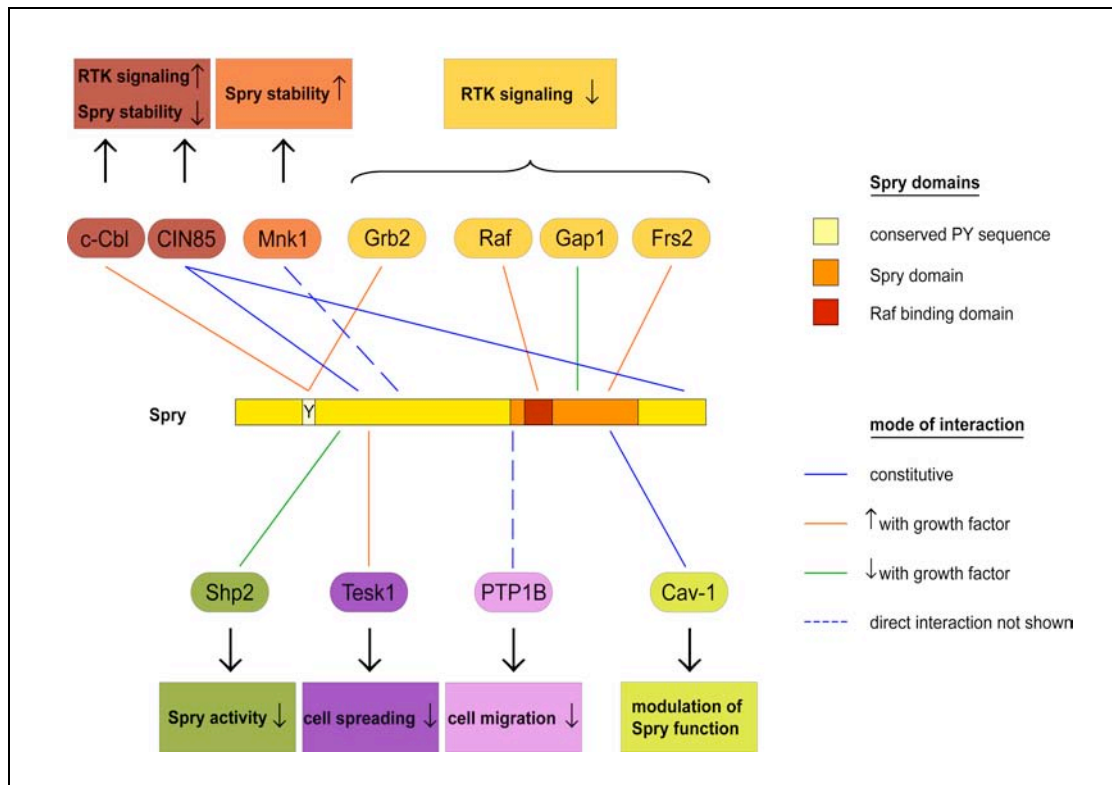 RTK signaling ↑
Spry stability ↓
Spry stability ↑
RTK signaling ↓
c-Cbl
CIN85
Mnk1
Grb2
Raf
Gap1
Frs2
Spry
Y
Shp2
Tesk1
PTP1B
Cav-1
Spry activity ↓
cell spreading ↓
cell migration ↓
modulation of
Spry function
Spry domains
conserved PY sequence
Spry domain
Raf binding domain
mode of interaction
constitutive
↑ with growth factor
↓ with growth factor
direct interaction not shown